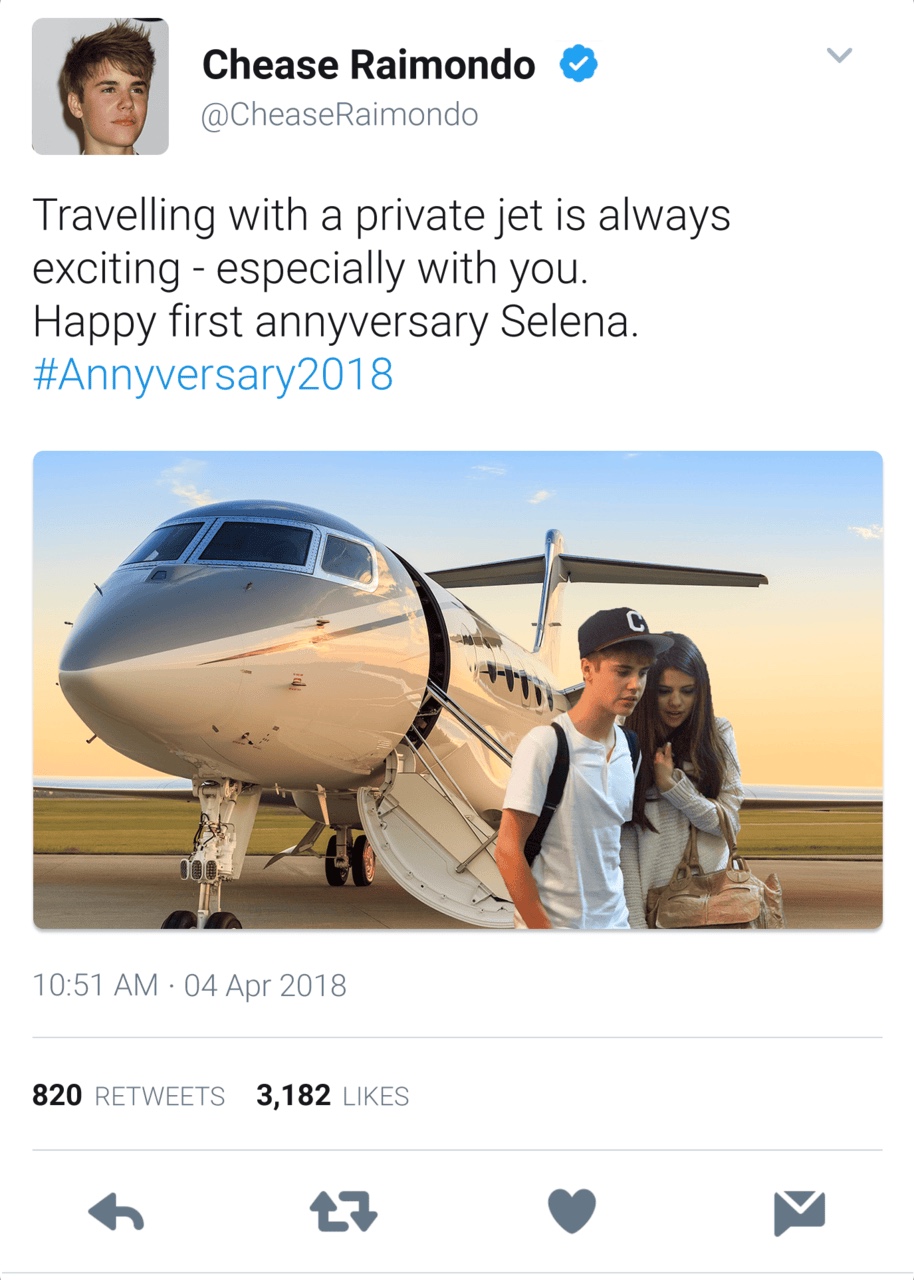 Chease Raimondo
@CheaseRaimondo
Travelling with a private jet is always
exciting - especially with you.
Happy first annyversary Selena.
#Annyversary2018
C
10:51 AM · 04 Apr 2018
820 RETWEETS 3,182 LIKES